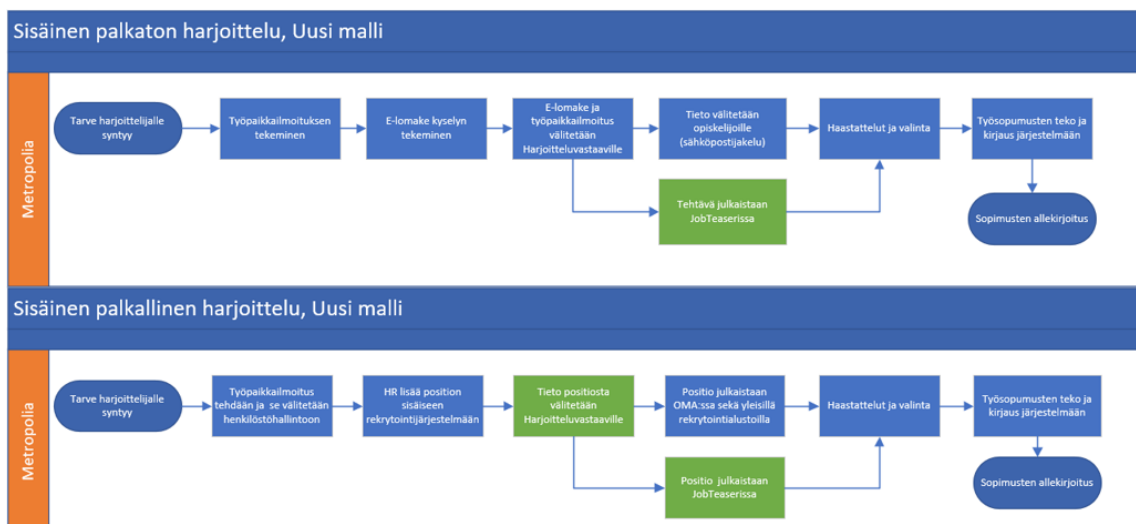 Sisäinen palkaton harjoittelu, Uusi malli
Metropolia
Tarve harjoittelijalle
syntyy
Työpaikkailmoituksen
tekeminen
E-lomake kyselyn
tekeminen
E-lomake ja
työpaikkailmoitus
välitetään
Harjoitteluvastaaville
Tieto välitetään
opiskelijoille
(sähköpostijakelu)
Haastattelut ja valinta
Työsopumusten teko ja
kirjaus järjestelmään
Tehtävä julkaistaan
JobTeaserissa
Sopimusten allekirjoitus
Sisäinen palkallinen harjoittelu, Uusi malli
Metropolia
Tarve harjoittelijalle
syntyy
Työpaikkailmoitus
tehdään ja se välitetään
henkilöstöhallintoon
HR lisää position
sisäiseen
rekrytointijärjestelmään
Tieto positiosta
välitetään
Harjoitteluvastaaville
Positio julkaistaan
OMA:ssa sekä yleisillä
rekrytointialustoilla
Haastattelut ja valinta
Työsopumusten teko ja
kirjaus järjestelmään
Positio julkaistaan
JobTeaserissa
Sopimusten allekirjoitus